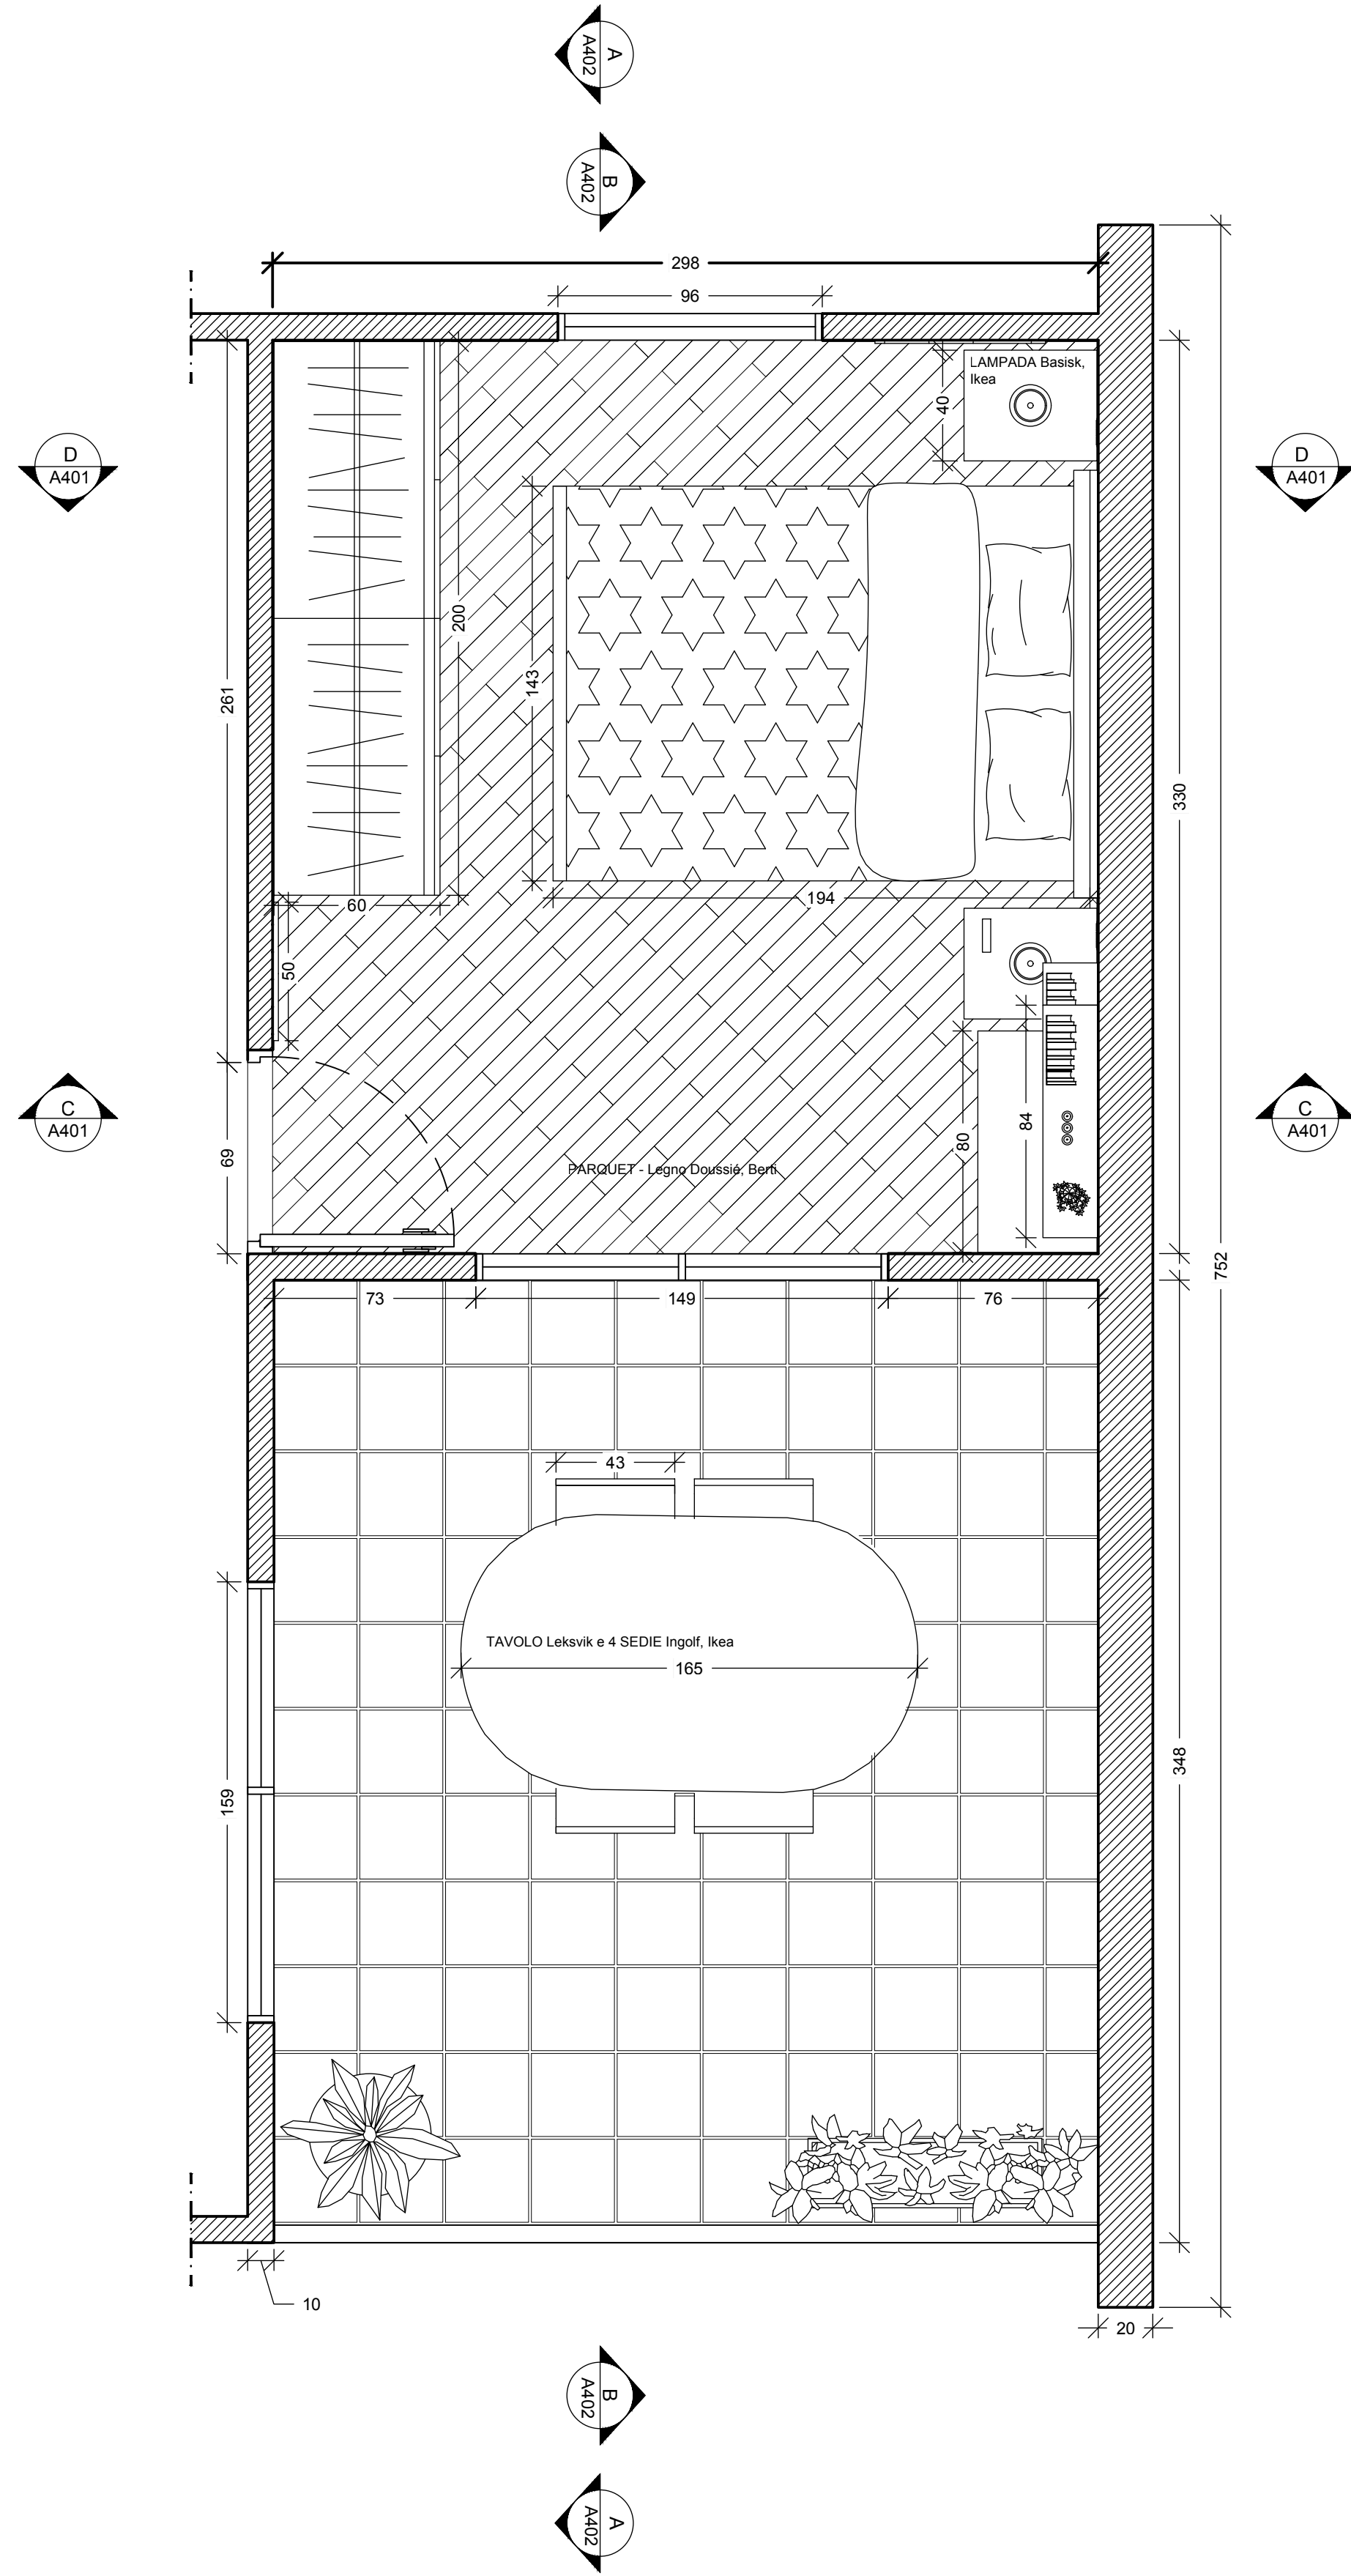 A
A402
B
A402
298
96
LAMPADA Basisk,
Ikea
40
D
A401
D
A401
200
143
261
330
194
60
50
84
80
C
A401
C
A401
69
PARQUET - Legno Doussié, Berti
752
73
149
76
43
TAVOLO Leksvik e 4 SEDIE Ingolf, Ikea
165
348
159
10
20
B
A402
A
A402